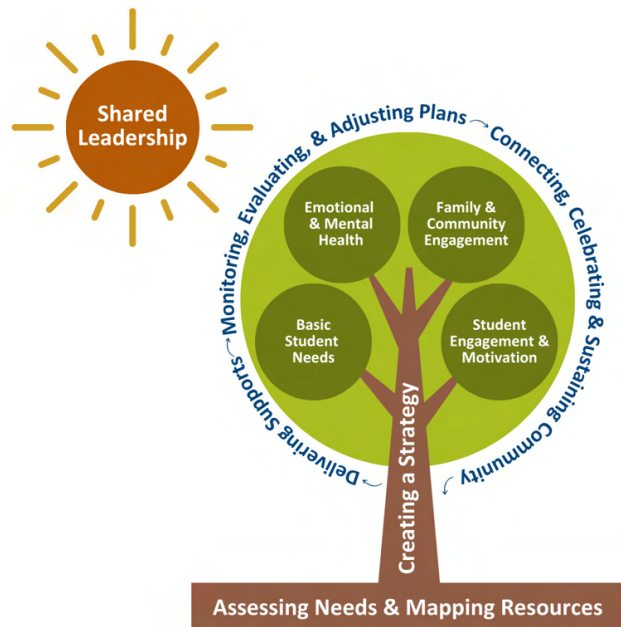 Shared
Leadership
Monitoring, Evaluating, & Adjusting Plans
Connecting, Celebrating & Sustaining Community
Delivering Supports
Emotional
& Mental
Health
Family &
Community
Engagement
Basic
Student
Needs
Student
Engagement &
Motivation
Creating a Strategy
Assessing Needs & Mapping Resources